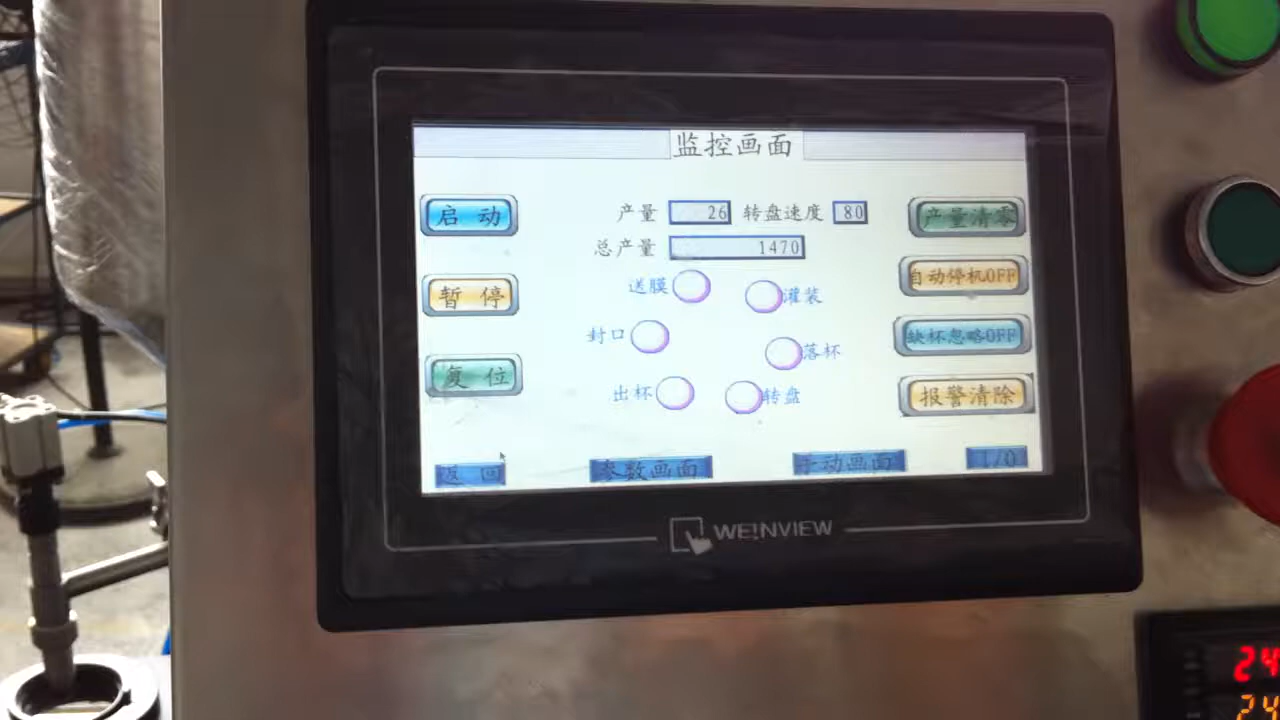 监控画面
启动
产量 26 转盘速度 80
产量清零
总产量 1470
暂停
送膜
灌装
自动停机OFF
封口
落杯
缺杯忽略OFF
复位
出杯
转盘
报警清除
返回
参数画面
手动画面
I/O
WEINVIEW
24
24